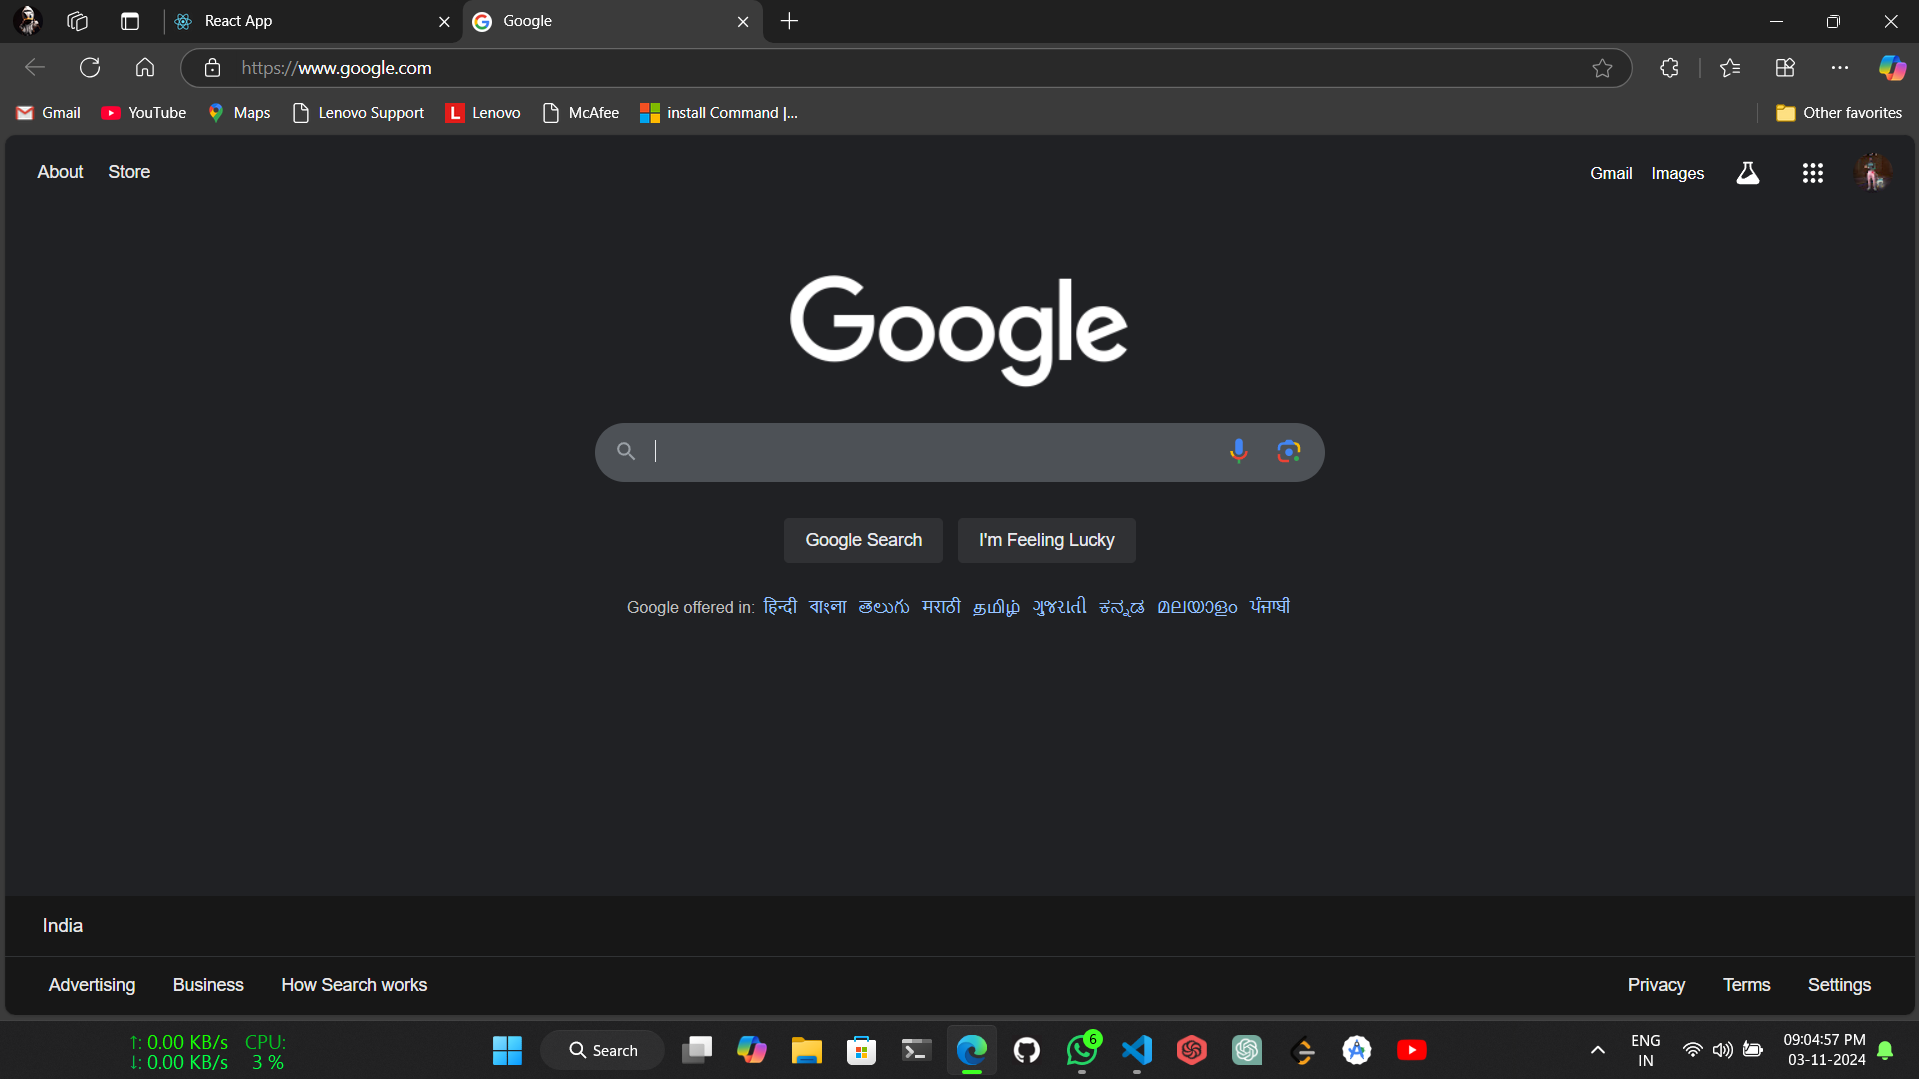 React App
Google
https://www.google.com
Gmail
YouTube
Maps
Lenovo Support
L
Lenovo
McAfee
install Command |...
Other favorites
About
Store
Gmail
Images
Google
Google Search
I'm Feeling Lucky
Google offered in: हिन्दी বাংলা తెలుగు मराठी தமிழ் ગુજરાતી ಕನ್ನಡ മലയാളം ਪੰਜਾਬੀ
India
Advertising
Business
How Search works
Privacy
Terms
Settings
↑: 0.00 KB/s CPU:
↓: 0.00 KB/s 3 %
Search
6
ENG
IN
09:04:57 PM
03-11-2024